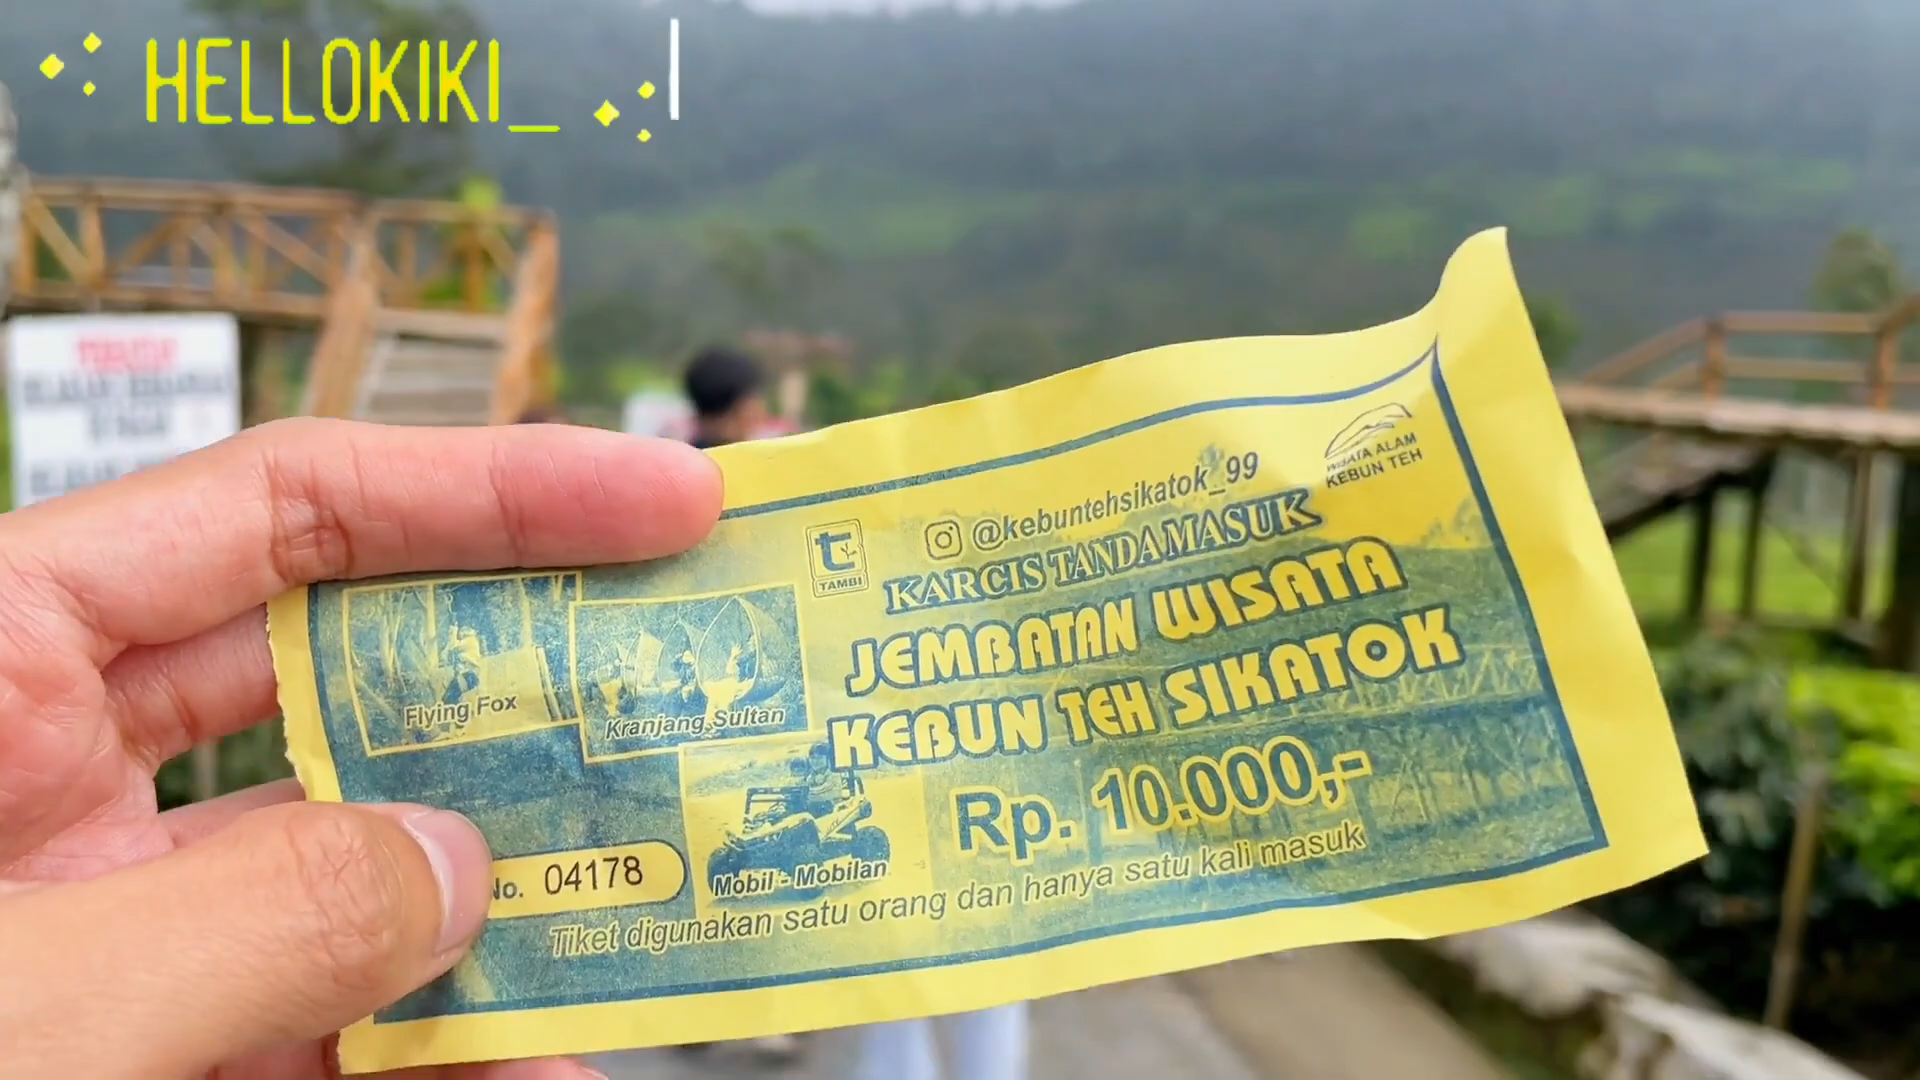 HELLOKIKI_
WISATA ALAM
KEBUN TEH
@kebuntehsikatok_99
TAMBI
KARCIS TANDA MASUK
JEMBATAN WISATA
KEBUN TEH SIKATOK
Rp. 10.000,-
Flying Fox
Kranjang Sultan
Mobil - Mobilan
No. 04178
Tiket digunakan satu orang dan hanya satu kali masuk